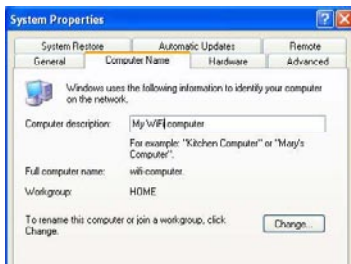 System Properties
System Restore Automatic Updates Remote
General Computer Name Hardware Advanced
Windows uses the following information to identify your computer
on the network.
Computer description: My WiFi computer
For example: "Kitchen Computer" or "Mary's
Computer".
Full computer name: wifi-computer.
Workgroup: HOME
To rename this computer or join a workgroup, click
Change.
Change...